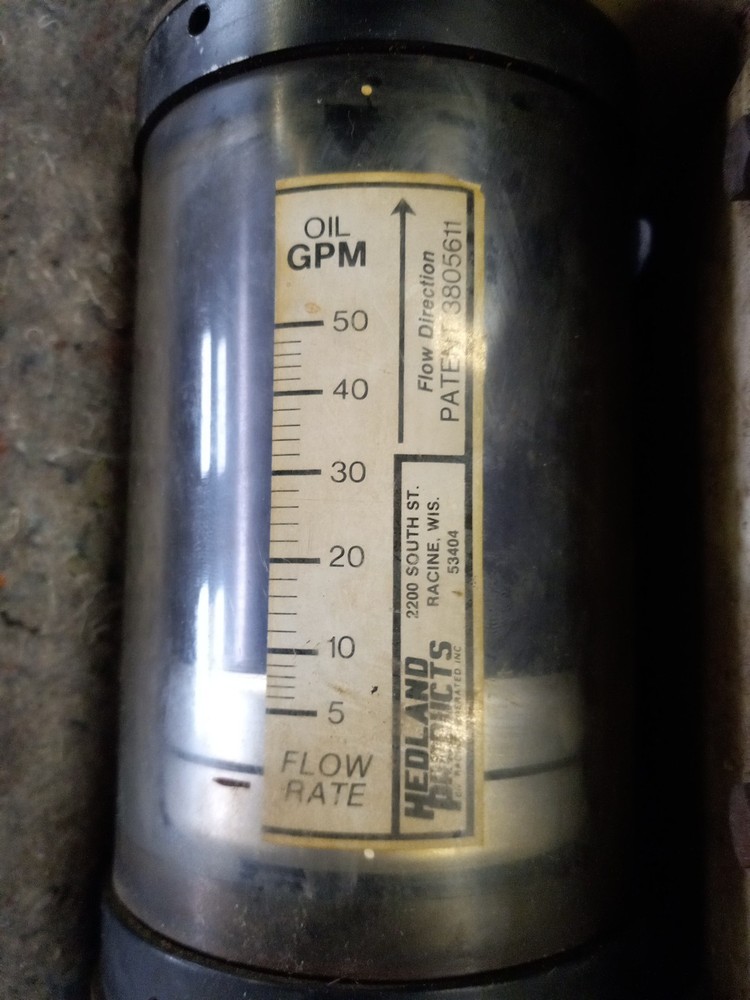 OIL
GPM
50
40
30
20
10
5
FLOW
RATE
Flow Direction
PATENT 3805611
2200 SOUTH ST.
RACINE, WIS.
53404
HEDLAND
PRODUCTS